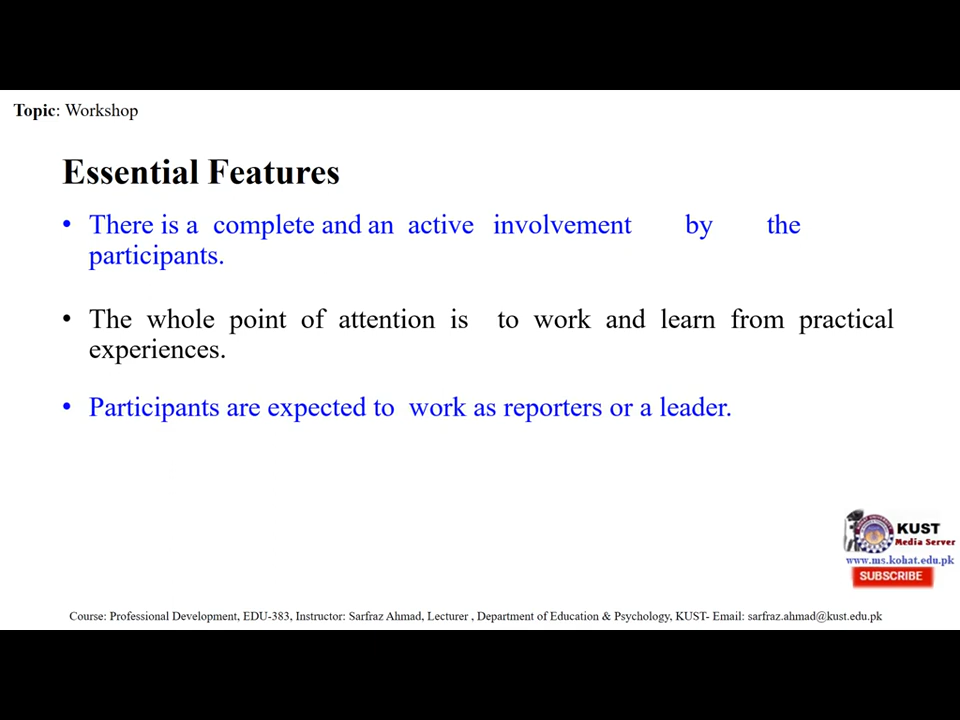 Topic: Workshop
Essential Features
• There is a complete and an active involvement by the
participants.
• The whole point of attention is to work and learn from practical
experiences.
• Participants are expected to work as reporters or a leader.
KUST
Media Server
www.ms.kohat.edu.pk
SUBSCRIBE
Course: Professional Development, EDU-383, Instructor: Sarfraz Ahmad, Lecturer , Department of Education & Psychology, KUST- Email: sarfraz.ahmad@kust.edu.pk